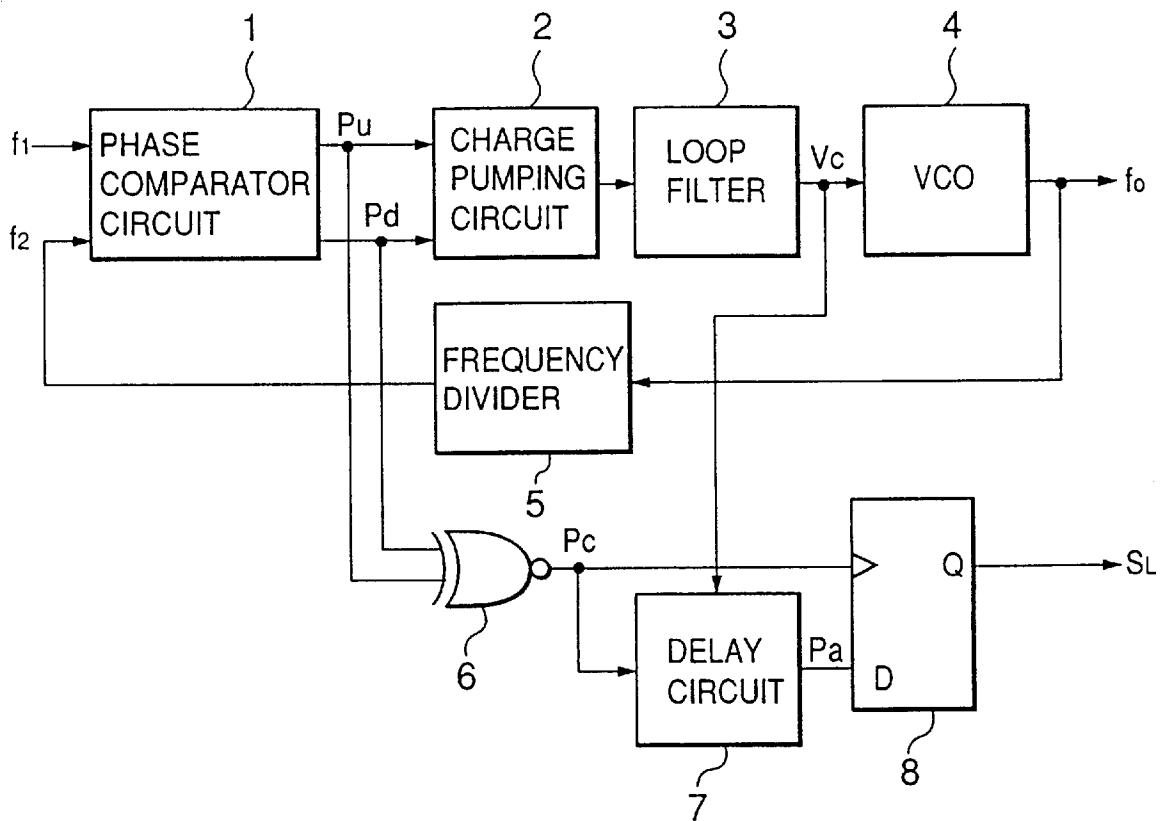 1
2
3
4
f1
PHASE
COMPARATOR
CIRCUIT
f2
Pu
Pd
CHARGE
PUMPING
CIRCUIT
LOOP
FILTER
Vc
VCO
fo
FREQUENCY
DIVIDER
5
Pc
6
DELAY
CIRCUIT
7
Pa
Q
D
8
SL